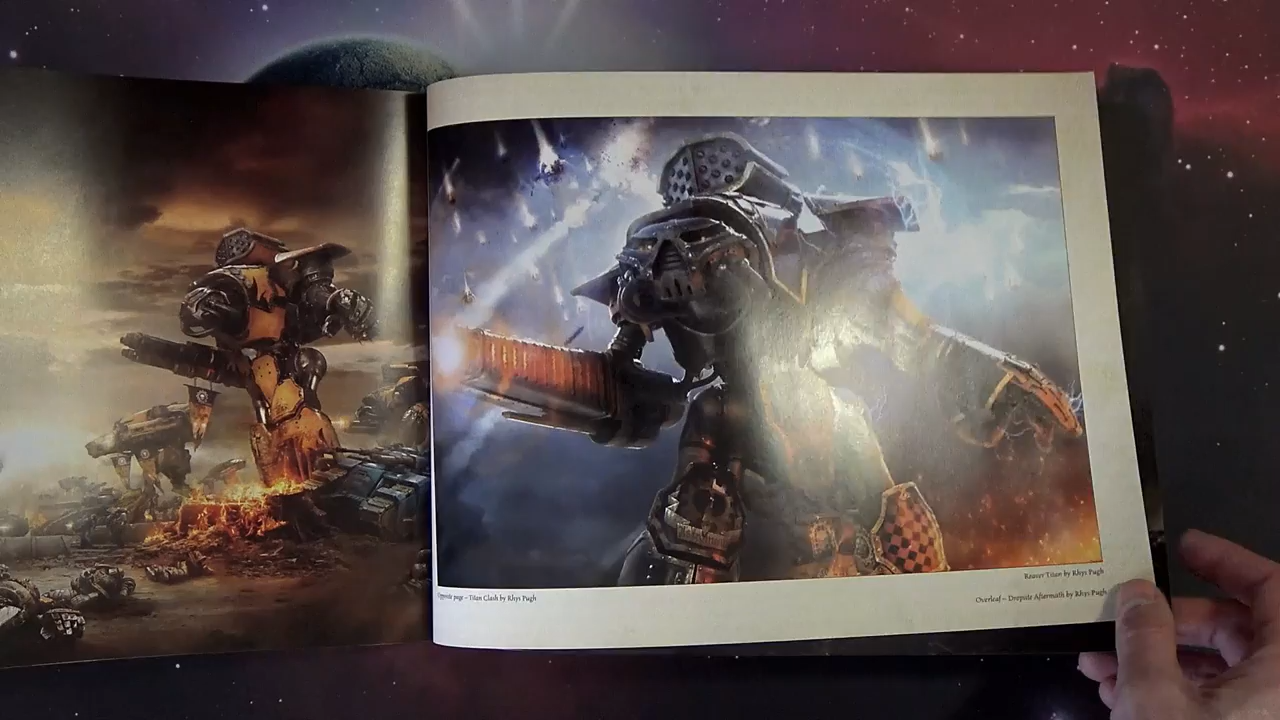 Opposite page – Titan Clash by Rhys Pugh
Reaver Titan by Rhys Pugh
Overleaf – Dropsite Aftermath by Rhys Pugh